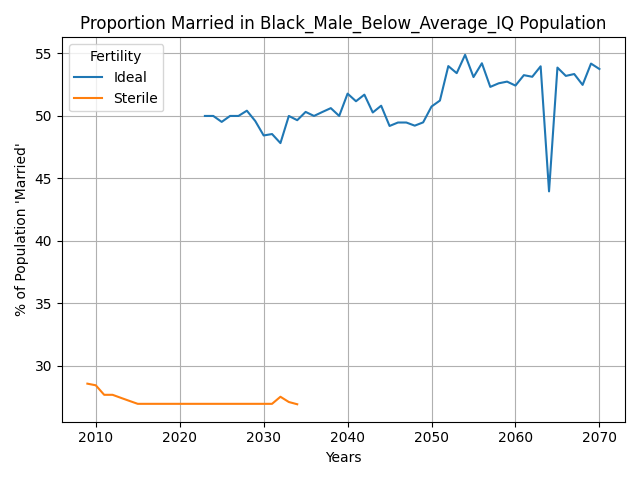 Proportion Married in Black_Male_Below_Average_IQ Population
Fertility
Ideal
Sterile
% of Population 'Married'
55
50
45
40
35
30
2010 2020 2030 2040 2050 2060 2070
Years